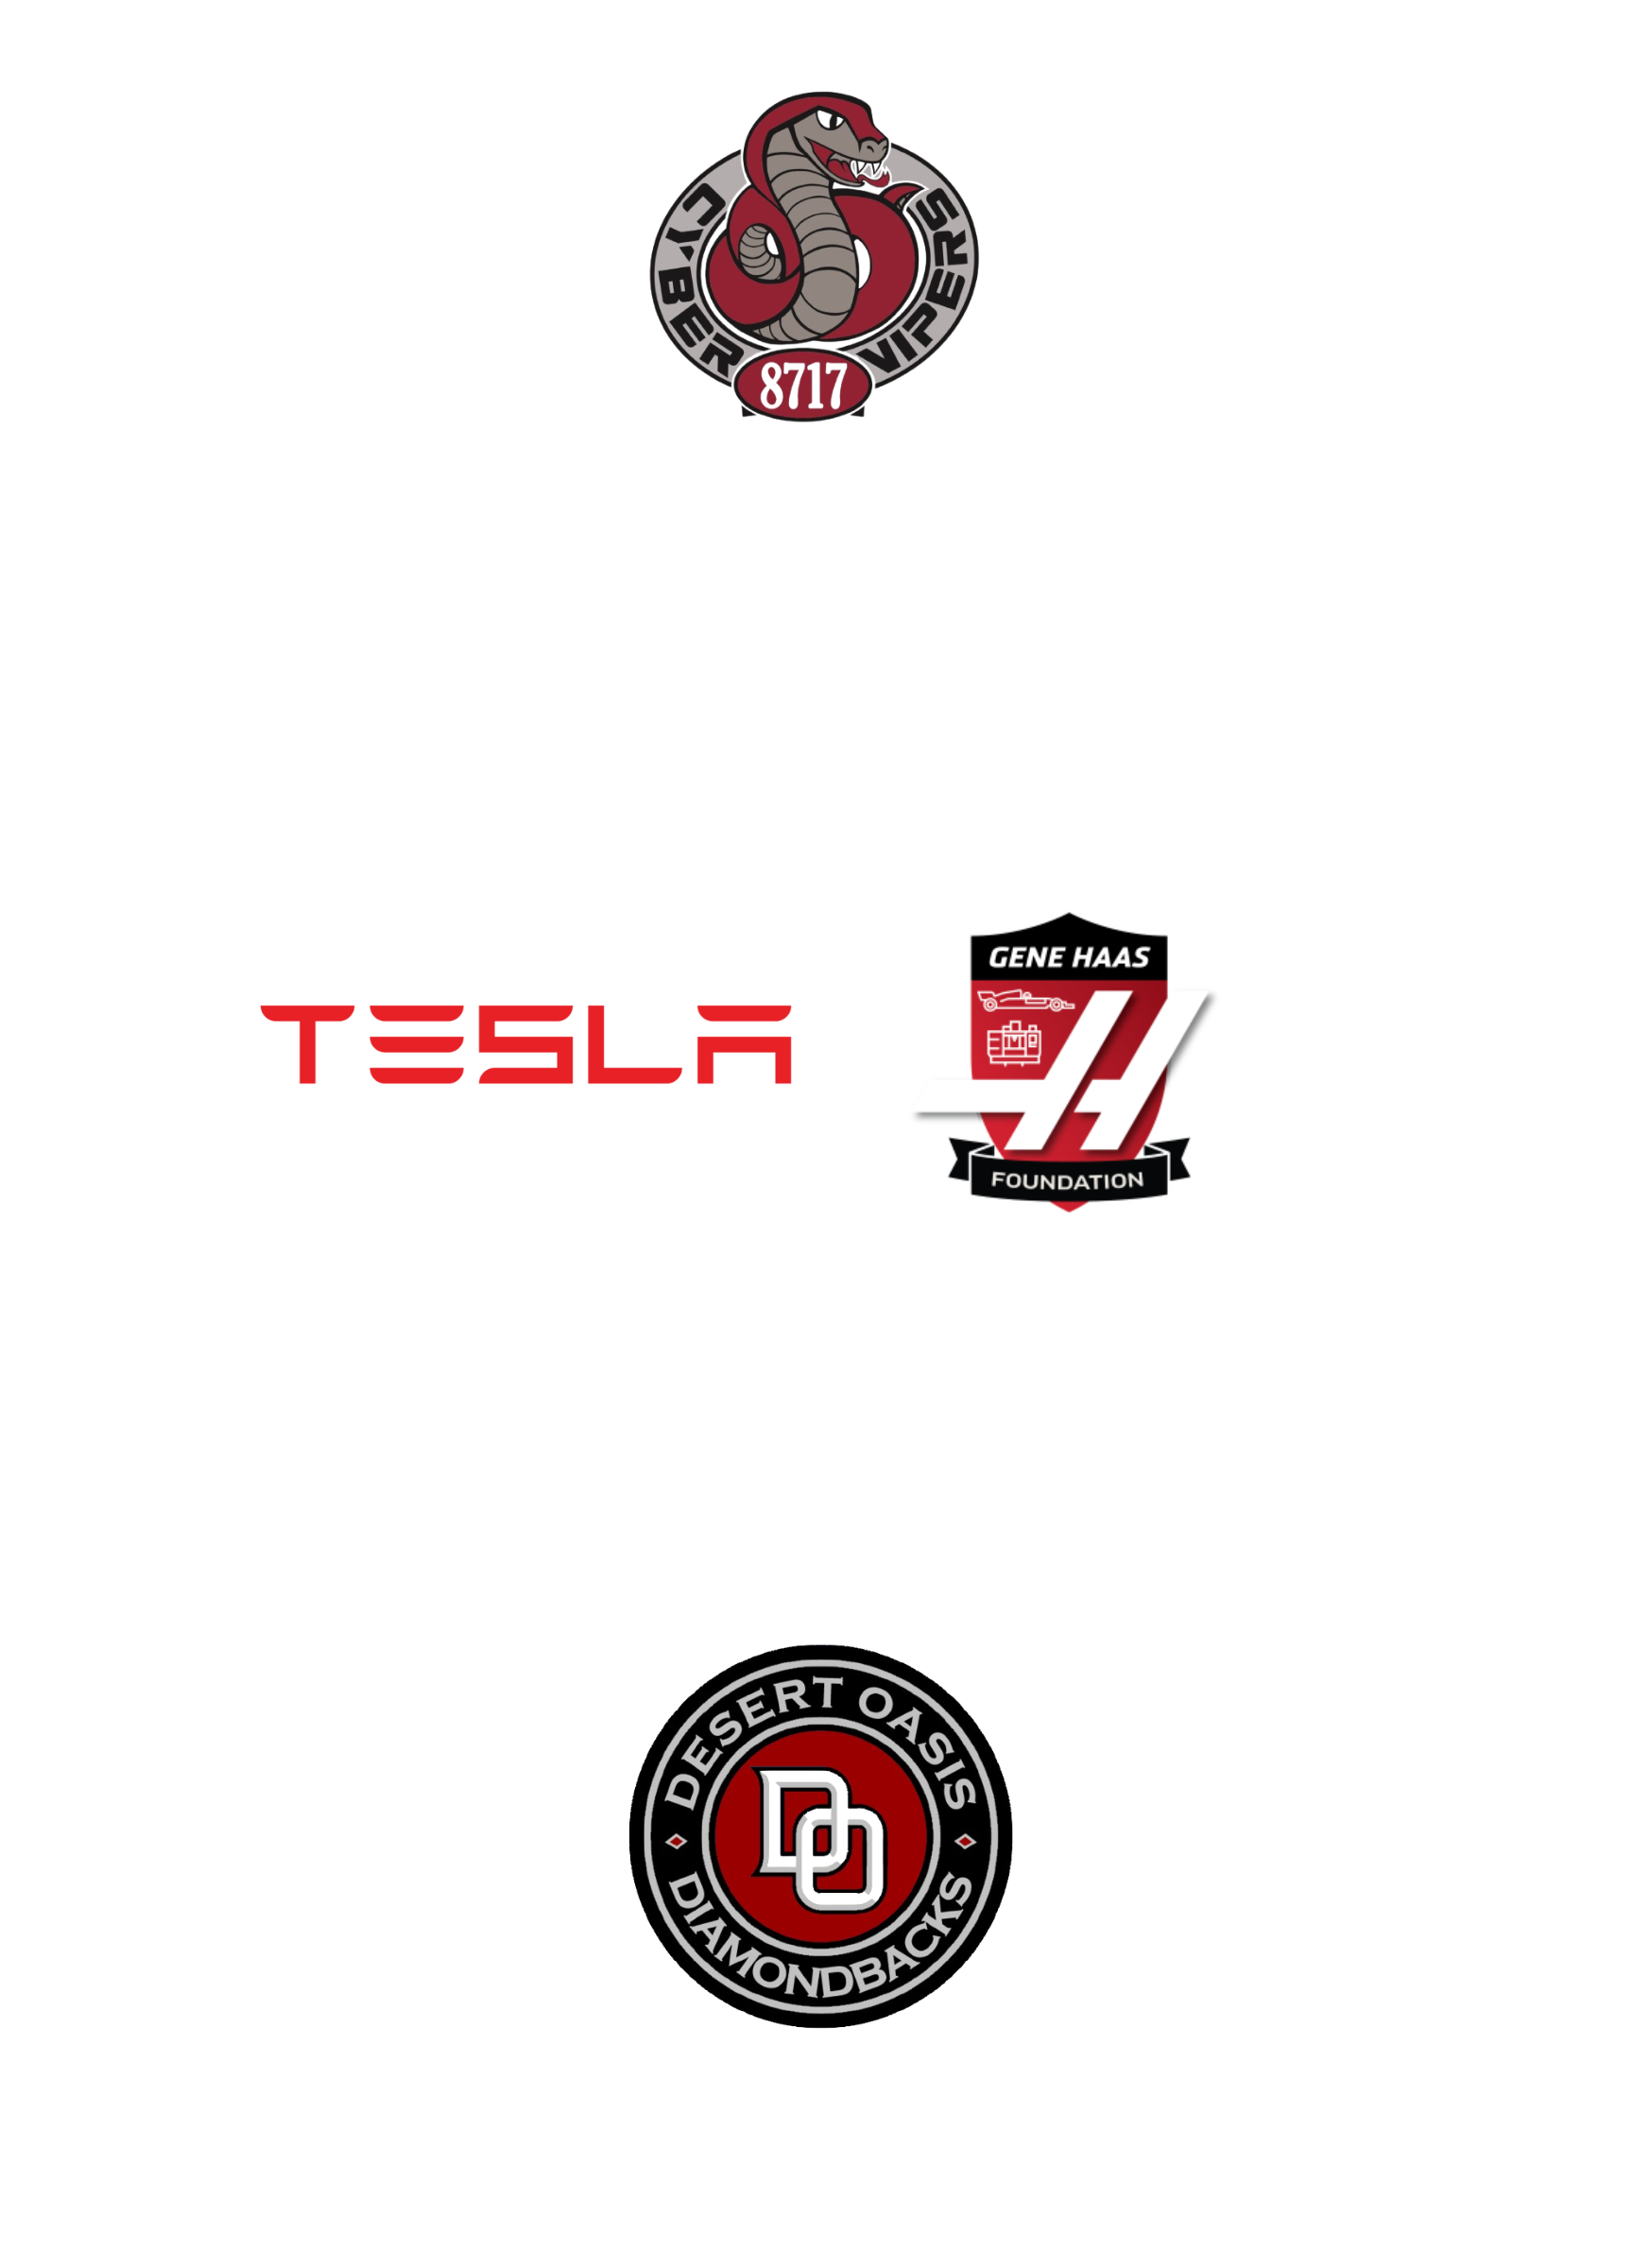 CYBER VIPERS
8717
TESLA
GENE HAAS
FOUNDATION
DESERT OASIS
DO
DIAMONDBACKS